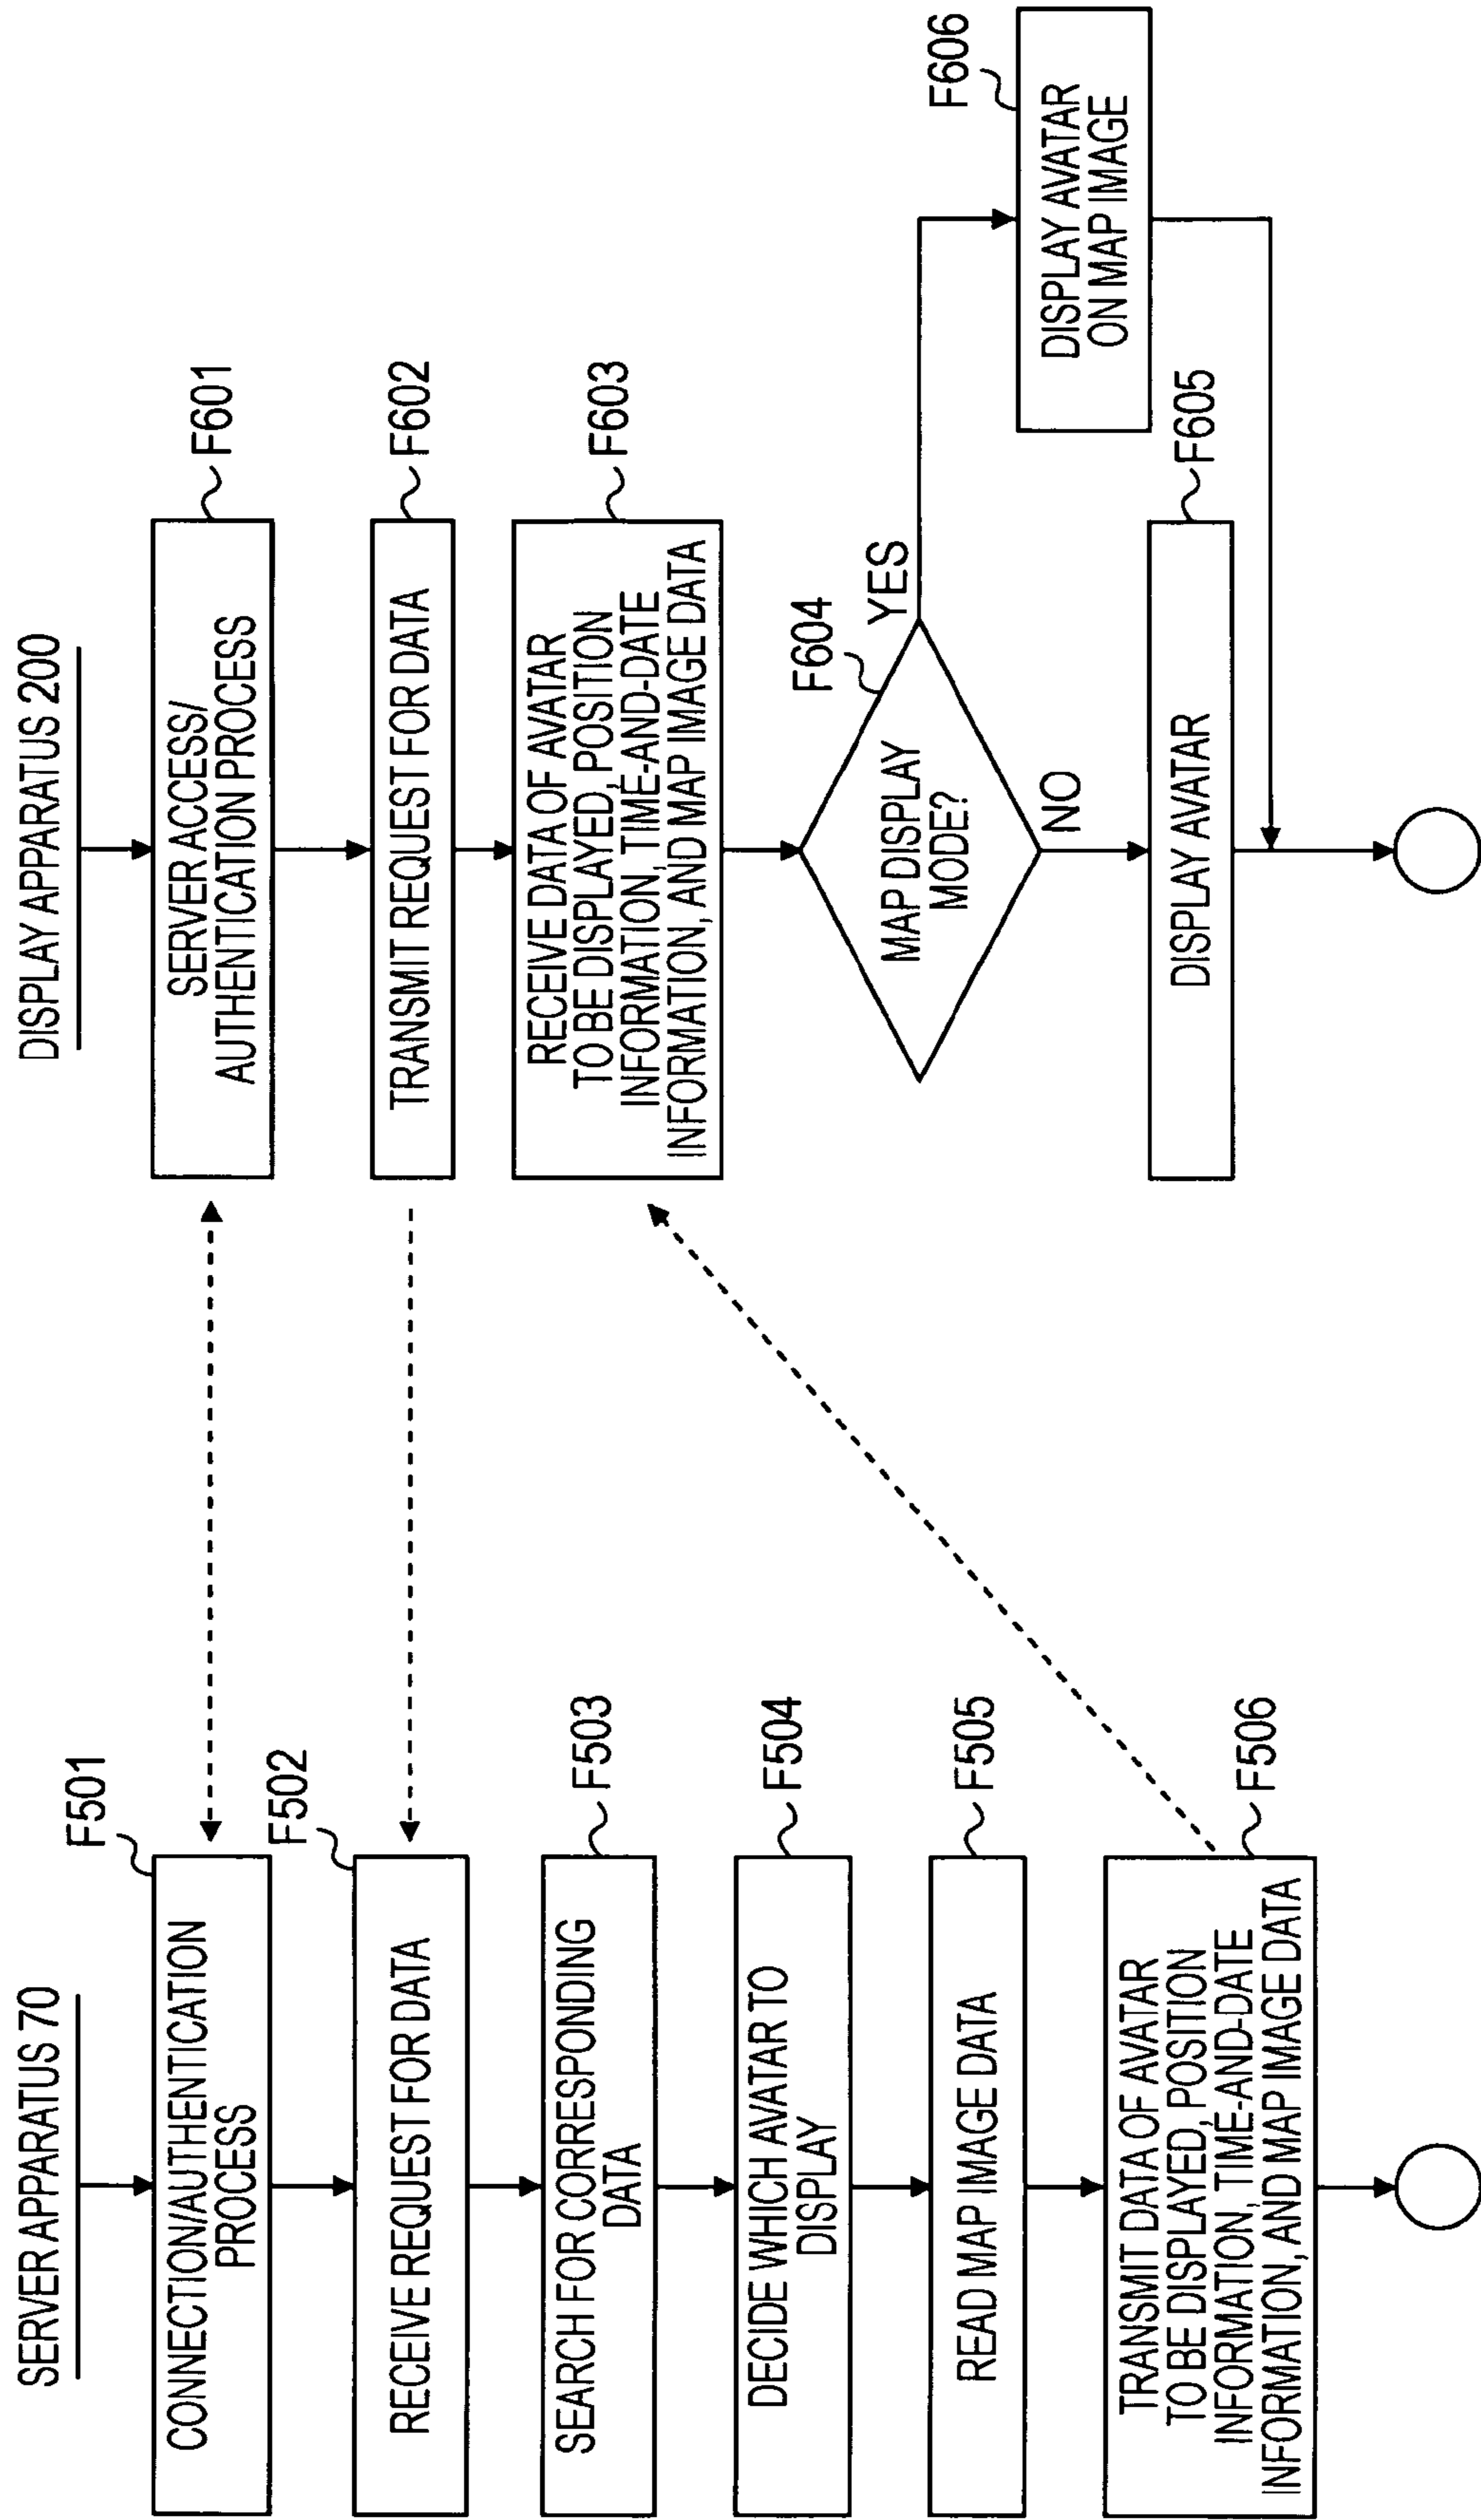 SERVER APPARATUS 70
F501
CONNECTION/AUTHENTICATION
PROCESS
F502
RECEIVE REQUEST FOR DATA
F503
SEARCH FOR CORRESPONDING
DATA
F504
DECIDE WHICH AVATAR TO
DISPLAY
F505
READ MAP IMAGE DATA
F506
TRANSMIT DATA OF AVATAR
TO BE DISPLAYED, POSITION
INFORMATION, TIME-AND-DATE
INFORMATION, AND MAP IMAGE DATA
DISPLAY APPARATUS 200
F601
SERVER ACCESS/
AUTHENTICATION PROCESS
F602
TRANSMIT REQUEST FOR DATA
F603
RECEIVE DATA OF AVATAR
TO BE DISPLAYED, POSITION
INFORMATION, TIME-AND-DATE
INFORMATION, AND MAP IMAGE DATA
F604
MAP DISPLAY
MODE?
YES
NO
F605
DISPLAY AVATAR
F606
DISPLAY AVATAR
ON MAP IMAGE